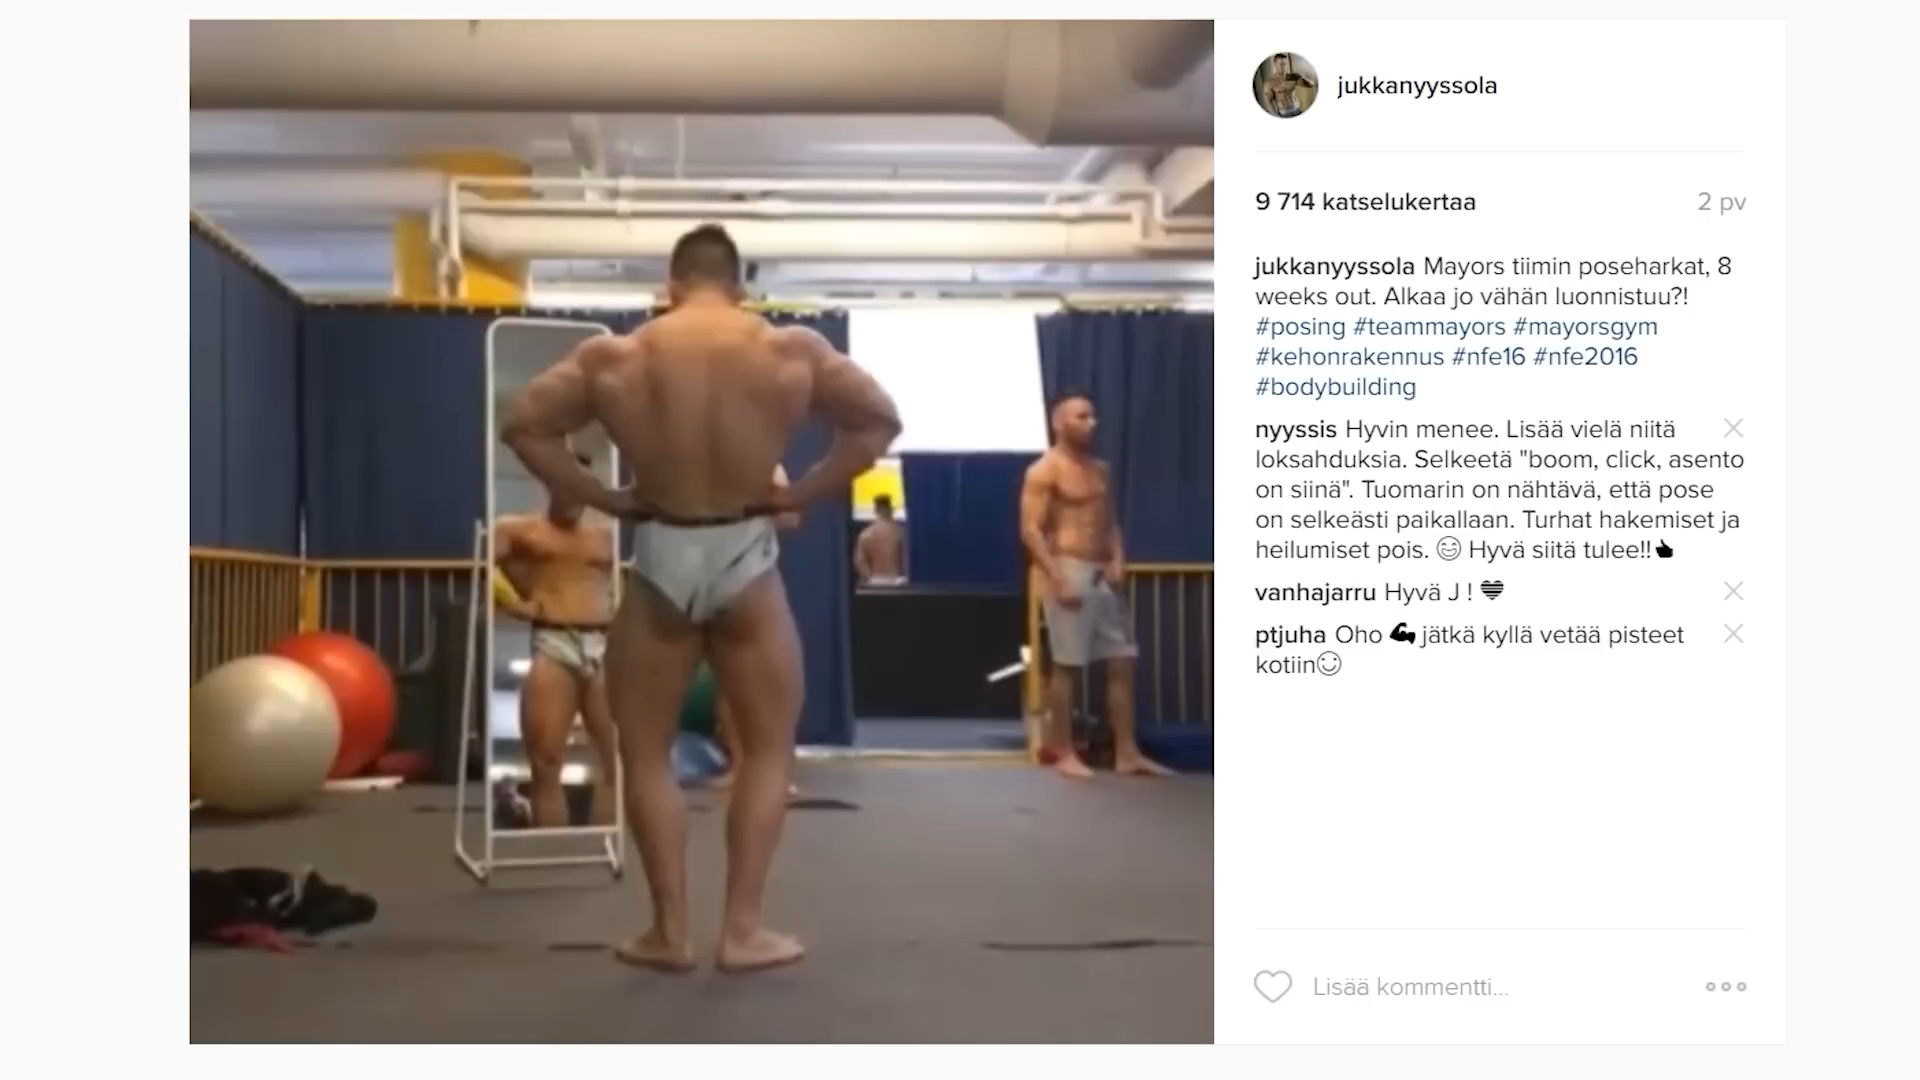 jukkanyyssola
9 714 katselukertaa 2 pv
jukkanyyssola Mayors tiimin poseharkat, 8
weeks out. Alkaa jo vähän luonnistuu?!
#posing #teammayors #mayorsgym
#kehonrakennus #nfe16 #nfe2016
#bodybuilding
nyyssis Hyvin menee. Lisää vielä niitä
loksahduksia. Selkeetä "boom, click, asento
on siinä". Tuomarin on nähtävä, että pose
on selkeästi paikallaan. Turhat hakemiset ja
heilumiset pois. 😄 Hyvä siitä tulee!!👍
vanhajarru Hyvä J ! ❤
ptjuha Oho 💪 jätkä kyllä vetää pisteet
kotiin☺
Lisää kommentti...